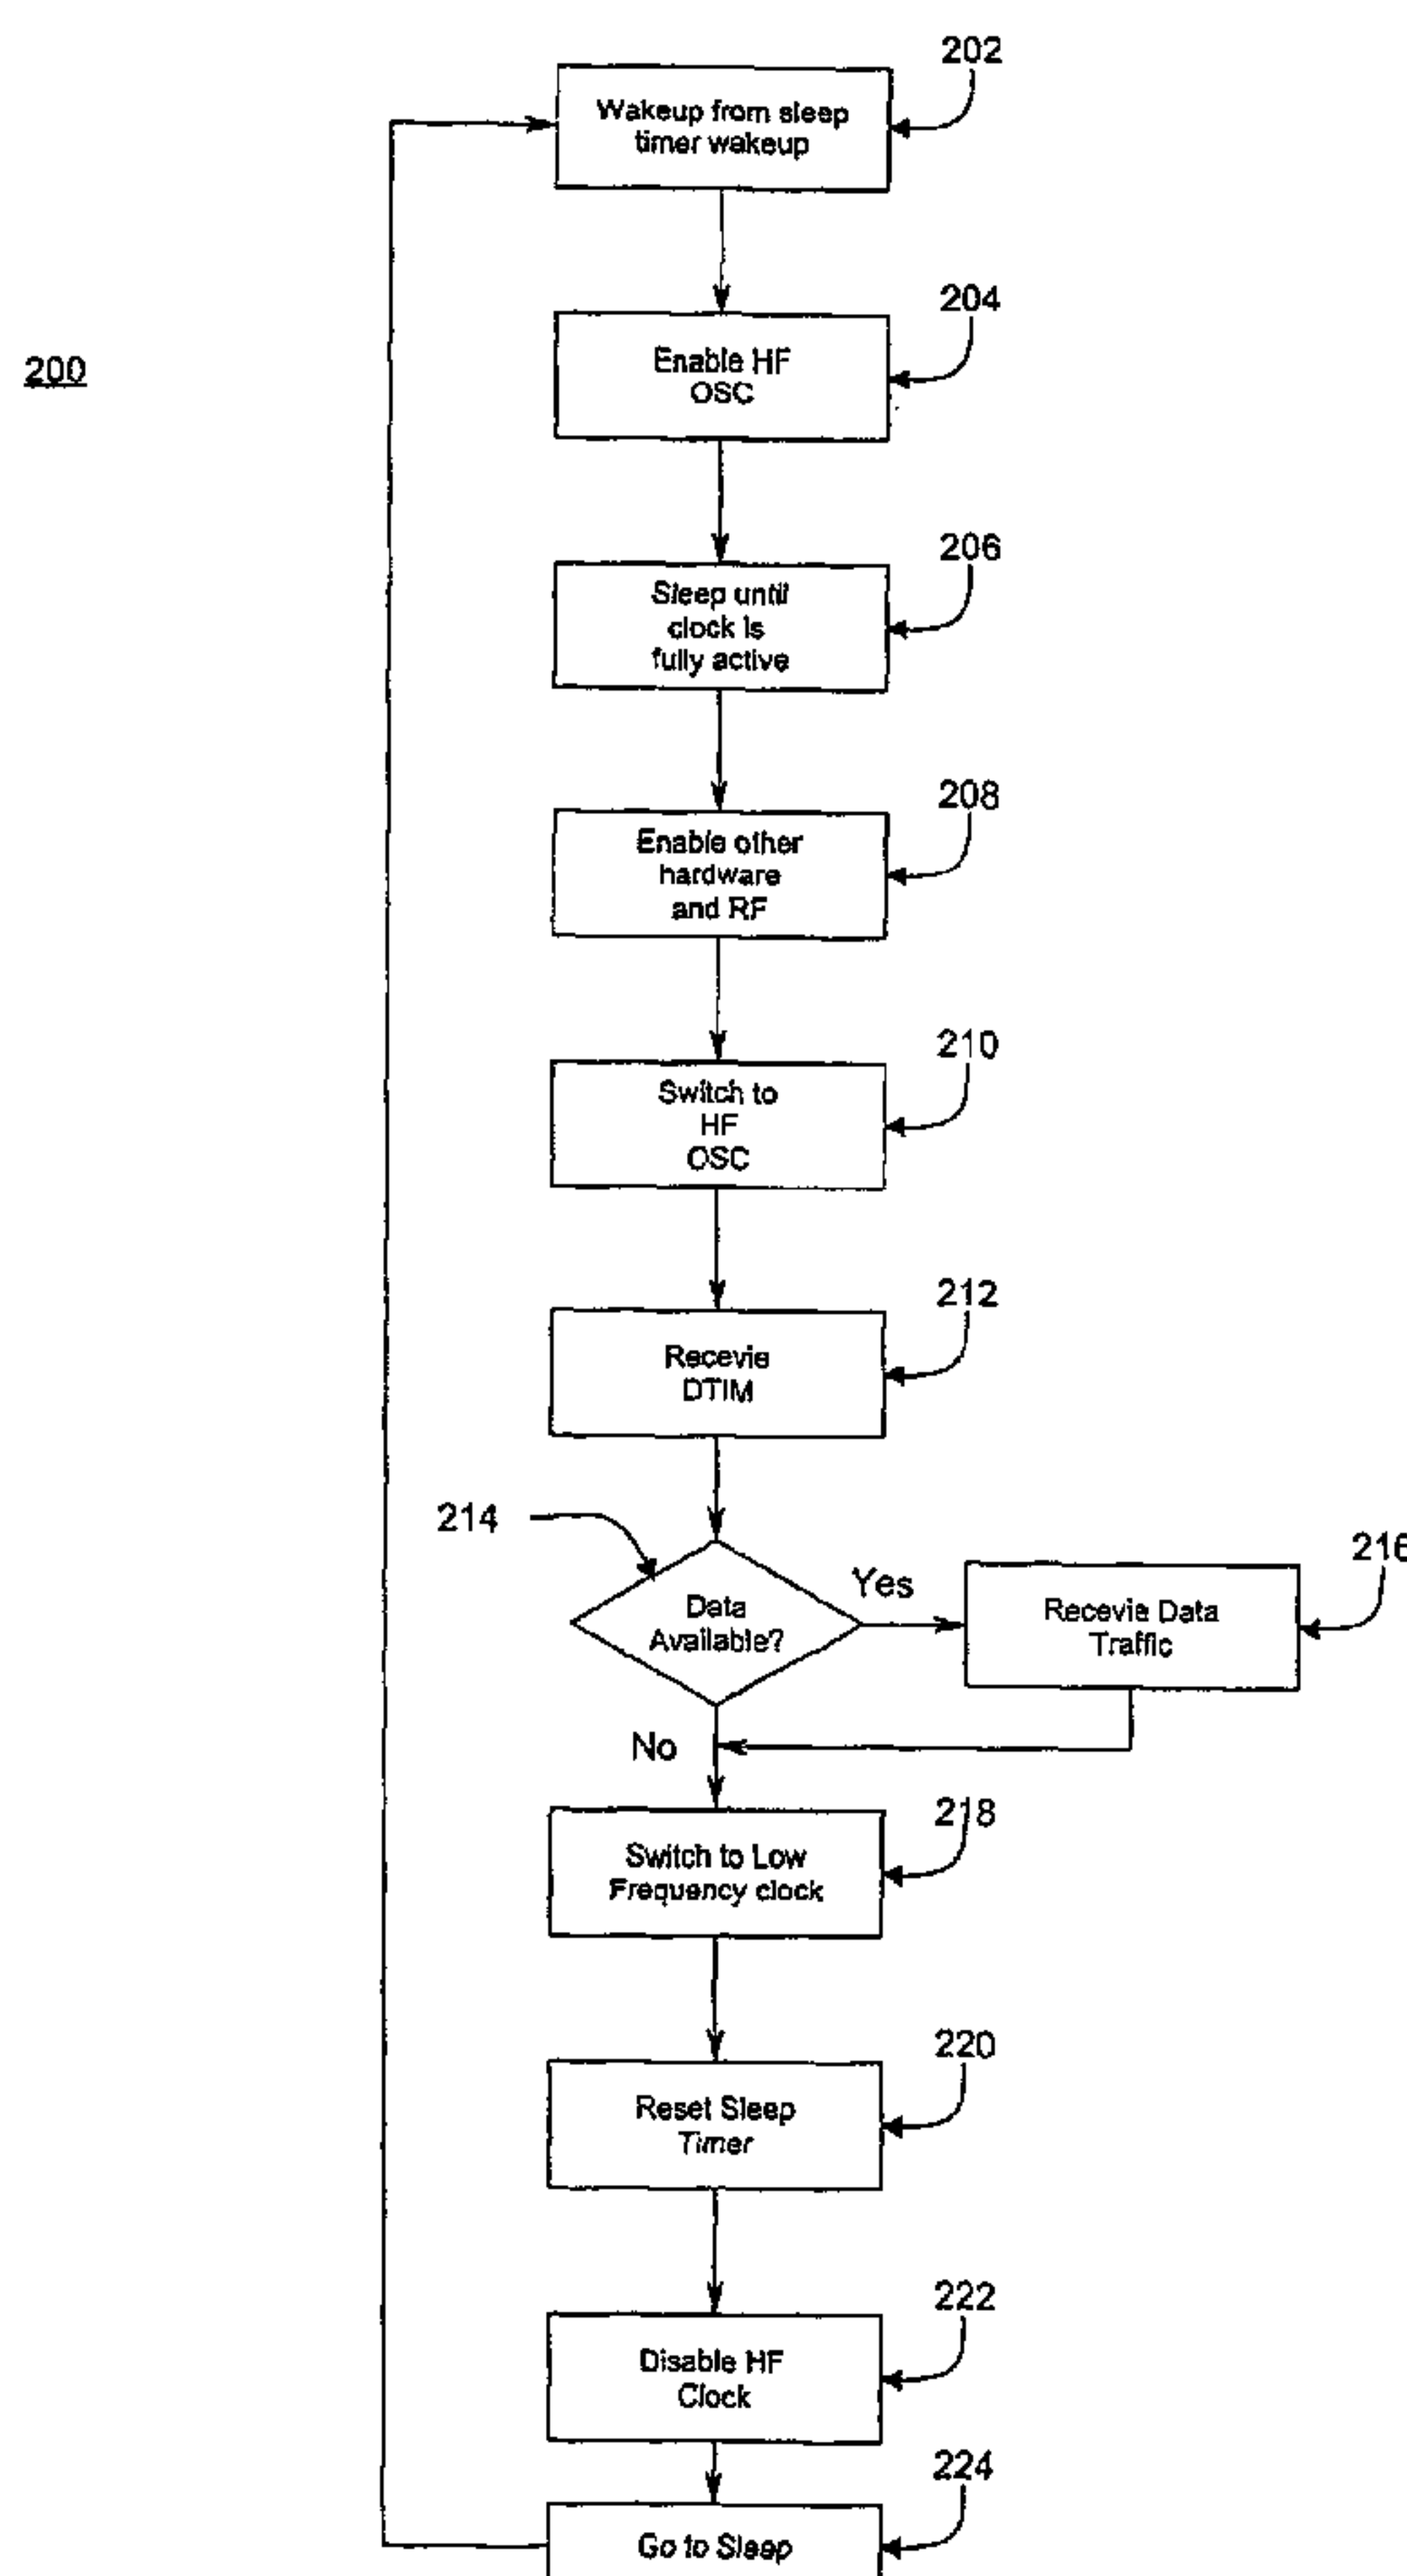 202
Wakeup from sleep
timer wakeup
204
200
Enable HF
OSC
206
Sleep until
clock is
fully active
208
Enable other
hardware
and RF
210
Switch to
HF
OSC
212
Recevie
DTIM
214
Data
Available?
Yes
216
Recevie Data
Traffic
No
218
Switch to Low
Frequency clock
220
Reset Sleep
Timer
222
Disable HF
Clock
224
Go to Sleep